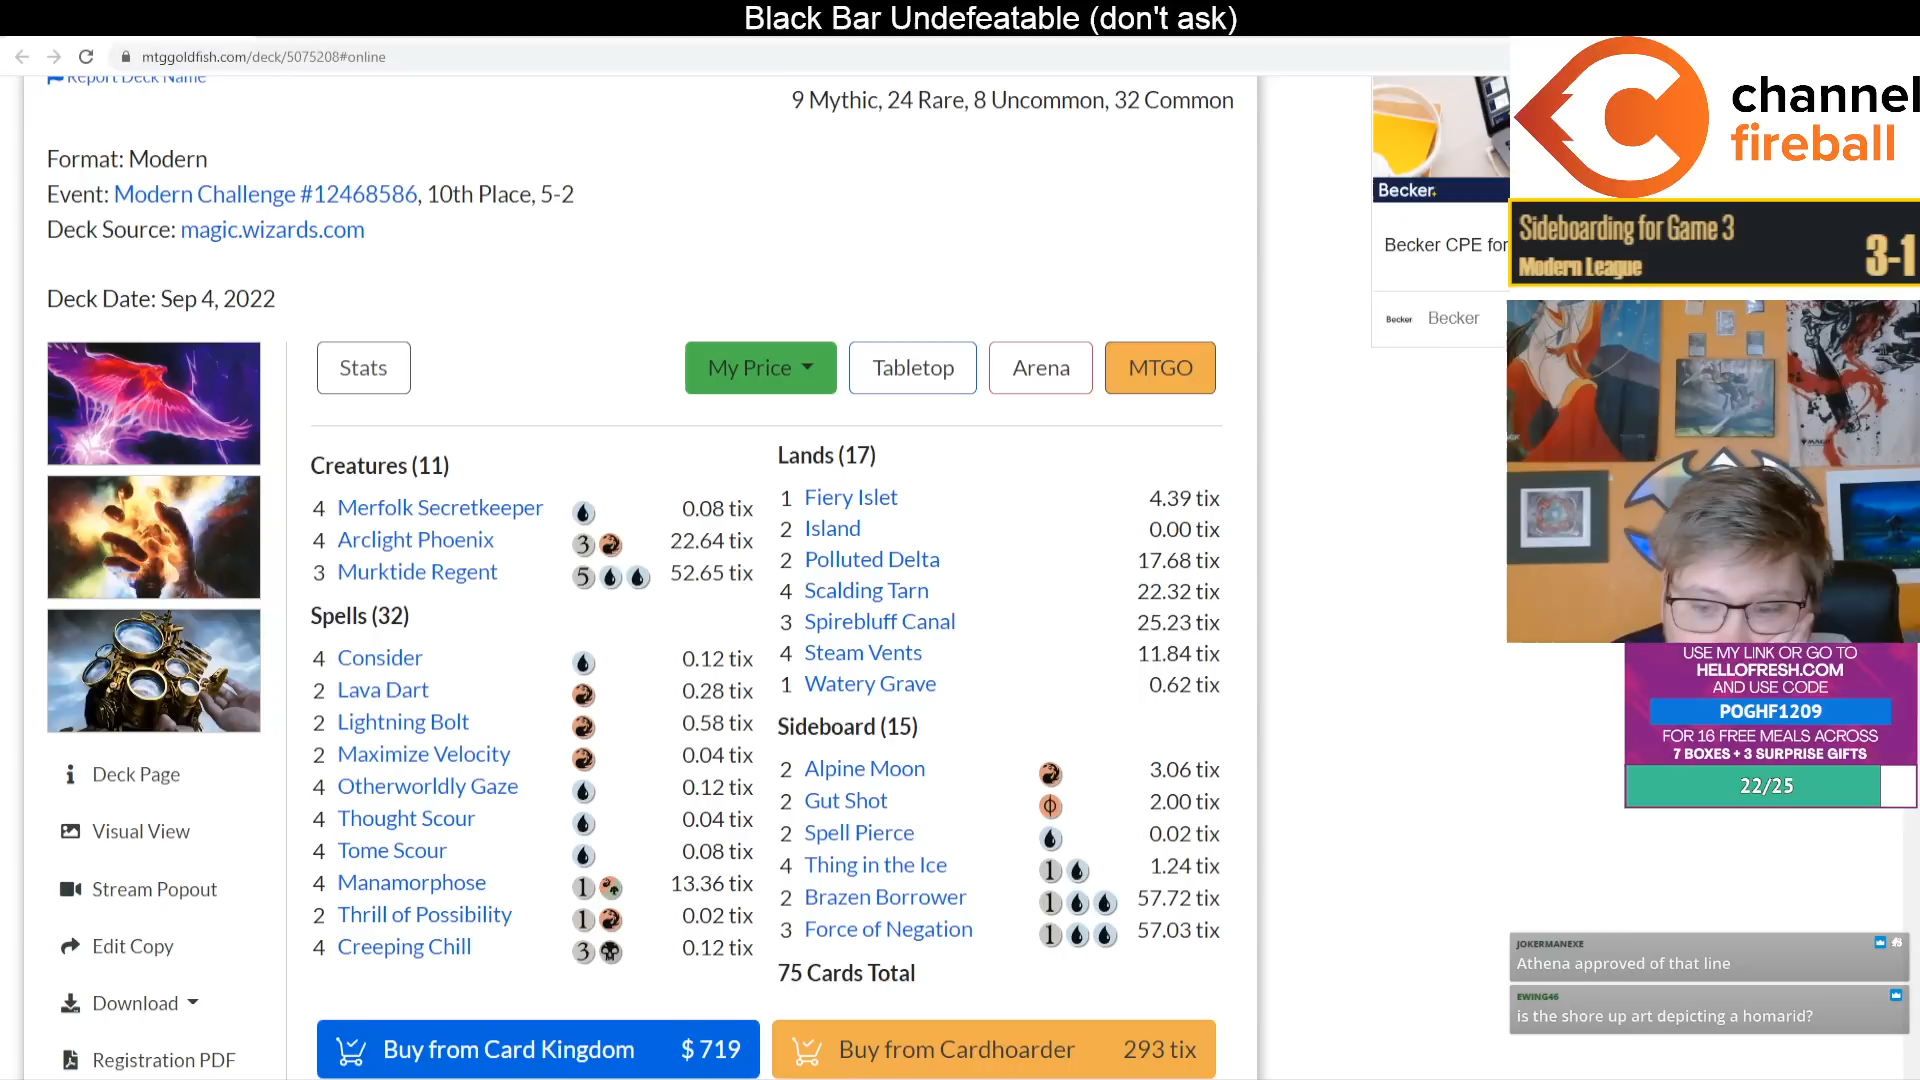 Black Bar Undefeatable (don't ask)
mtggoldfish.com/deck/5075208#online
Report Deck Name
9 Mythic, 24 Rare, 8 Uncommon, 32 Common
Format: Modern
Event: Modern Challenge #12468586, 10th Place, 5-2
Deck Source: magic.wizards.com
Deck Date: Sep 4, 2022
Stats
My Price
Tabletop
Arena
MTGO
Creatures (11)
4 Merfolk Secretkeeper 0.08 tix
4 Arclight Phoenix 3 22.64 tix
3 Murktide Regent 5 52.65 tix
Spells (32)
4 Consider 0.12 tix
2 Lava Dart 0.28 tix
2 Lightning Bolt 0.58 tix
2 Maximize Velocity 0.04 tix
4 Otherworldly Gaze 0.12 tix
4 Thought Scour 0.04 tix
4 Tome Scour 0.08 tix
4 Manamorphose 1 13.36 tix
2 Thrill of Possibility 1 0.02 tix
4 Creeping Chill 3 0.12 tix
Lands (17)
1 Fiery Islet 4.39 tix
2 Island 0.00 tix
2 Polluted Delta 17.68 tix
4 Scalding Tarn 22.32 tix
3 Spirebluff Canal 25.23 tix
4 Steam Vents 11.84 tix
1 Watery Grave 0.62 tix
Sideboard (15)
2 Alpine Moon 3.06 tix
2 Gut Shot 2.00 tix
2 Spell Pierce 0.02 tix
4 Thing in the Ice 1 1.24 tix
2 Brazen Borrower 1 57.72 tix
3 Force of Negation 1 57.03 tix
75 Cards Total
Deck Page
Visual View
Stream Popout
Edit Copy
Download
Registration PDF
Buy from Card Kingdom $ 719
Buy from Cardhoarder 293 tix
Becker.
Becker CPE for
Becker Becker
channel
fireball
Sideboarding for Game 3
Modern League
3-1
USE MY LINK OR GO TO
HELLOFRESH.COM
AND USE CODE
POGHF1209
FOR 16 FREE MEALS ACROSS
7 BOXES + 3 SURPRISE GIFTS
22/25
JOKERMANEXE
Athena approved of that line
EWING46
is the shore up art depicting a homarid?